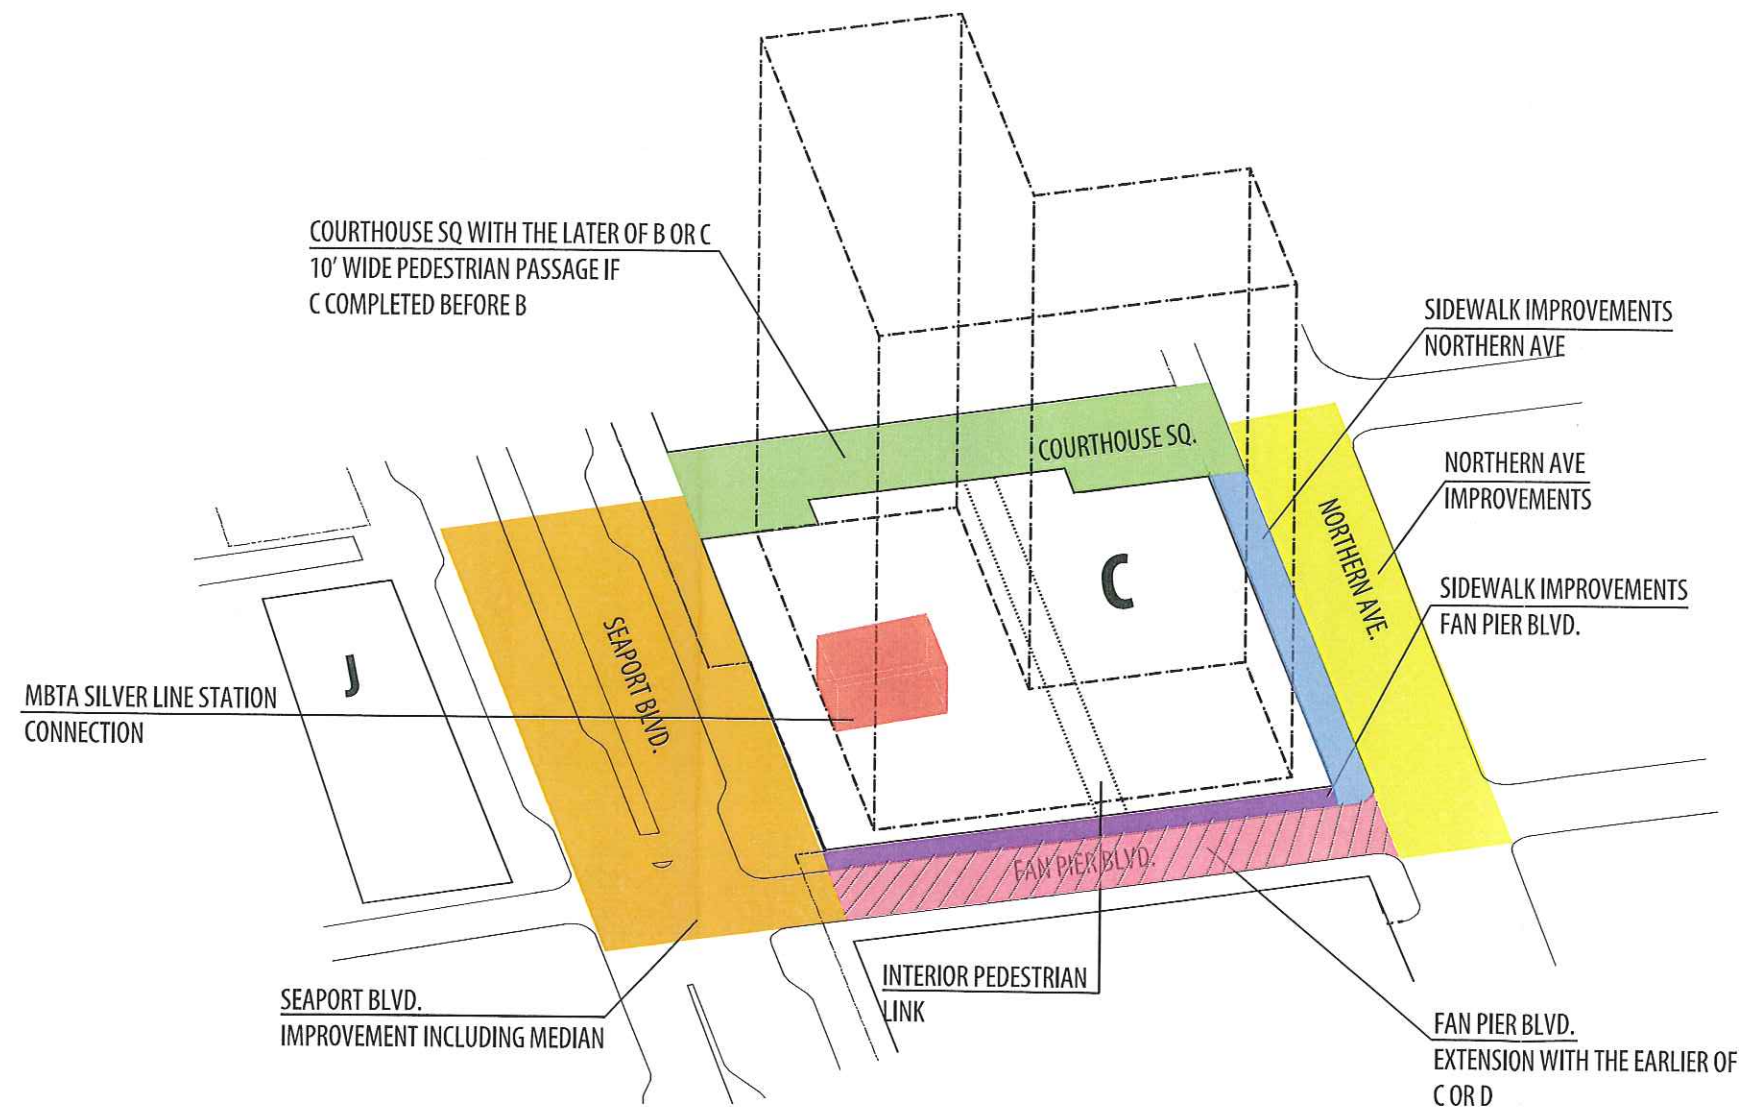 COURTHOUSE SQ WITH THE LATER OF B OR C
10' WIDE PEDESTRIAN PASSAGE IF
C COMPLETED BEFORE B
SIDEWALK IMPROVEMENTS
NORTHERN AVE
COURTHOUSE SQ.
NORTHERN AVE
IMPROVEMENTS
NORTHERN AVE.
C
SIDEWALK IMPROVEMENTS
FAN PIER BLVD.
SEAPORT BLVD.
J
MBTA SILVER LINE STATION
CONNECTION
FAN PIER BLVD.
INTERIOR PEDESTRIAN
LINK
SEAPORT BLVD.
IMPROVEMENT INCLUDING MEDIAN
FAN PIER BLVD.
EXTENSION WITH THE EARLIER OF
C OR D